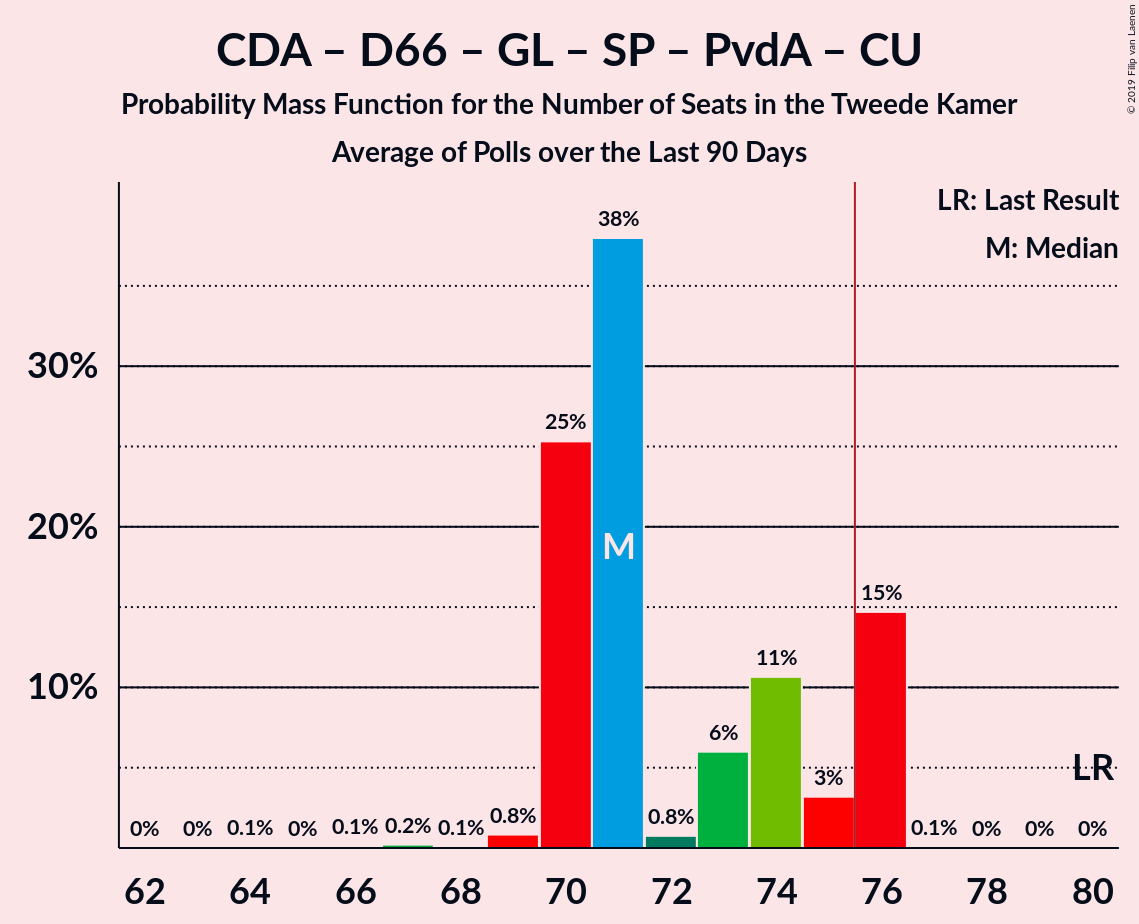 CDA – D66 – GL – SP – PvdA – CU
Probability Mass Function for the Number of Seats in the Tweede Kamer
Average of Polls over the Last 90 Days
© 2019 Filip van Laenen
LR: Last Result
M: Median
38%
30%
25%
20%
M
15%
11%
10%
6%
LR
3%
0% 0% 0.1% 0% 0.1% 0.2% 0.1% 0.8% 0.8% 0.1% 0% 0% 0%
62 64 66 68 70 72 74 76 78 80